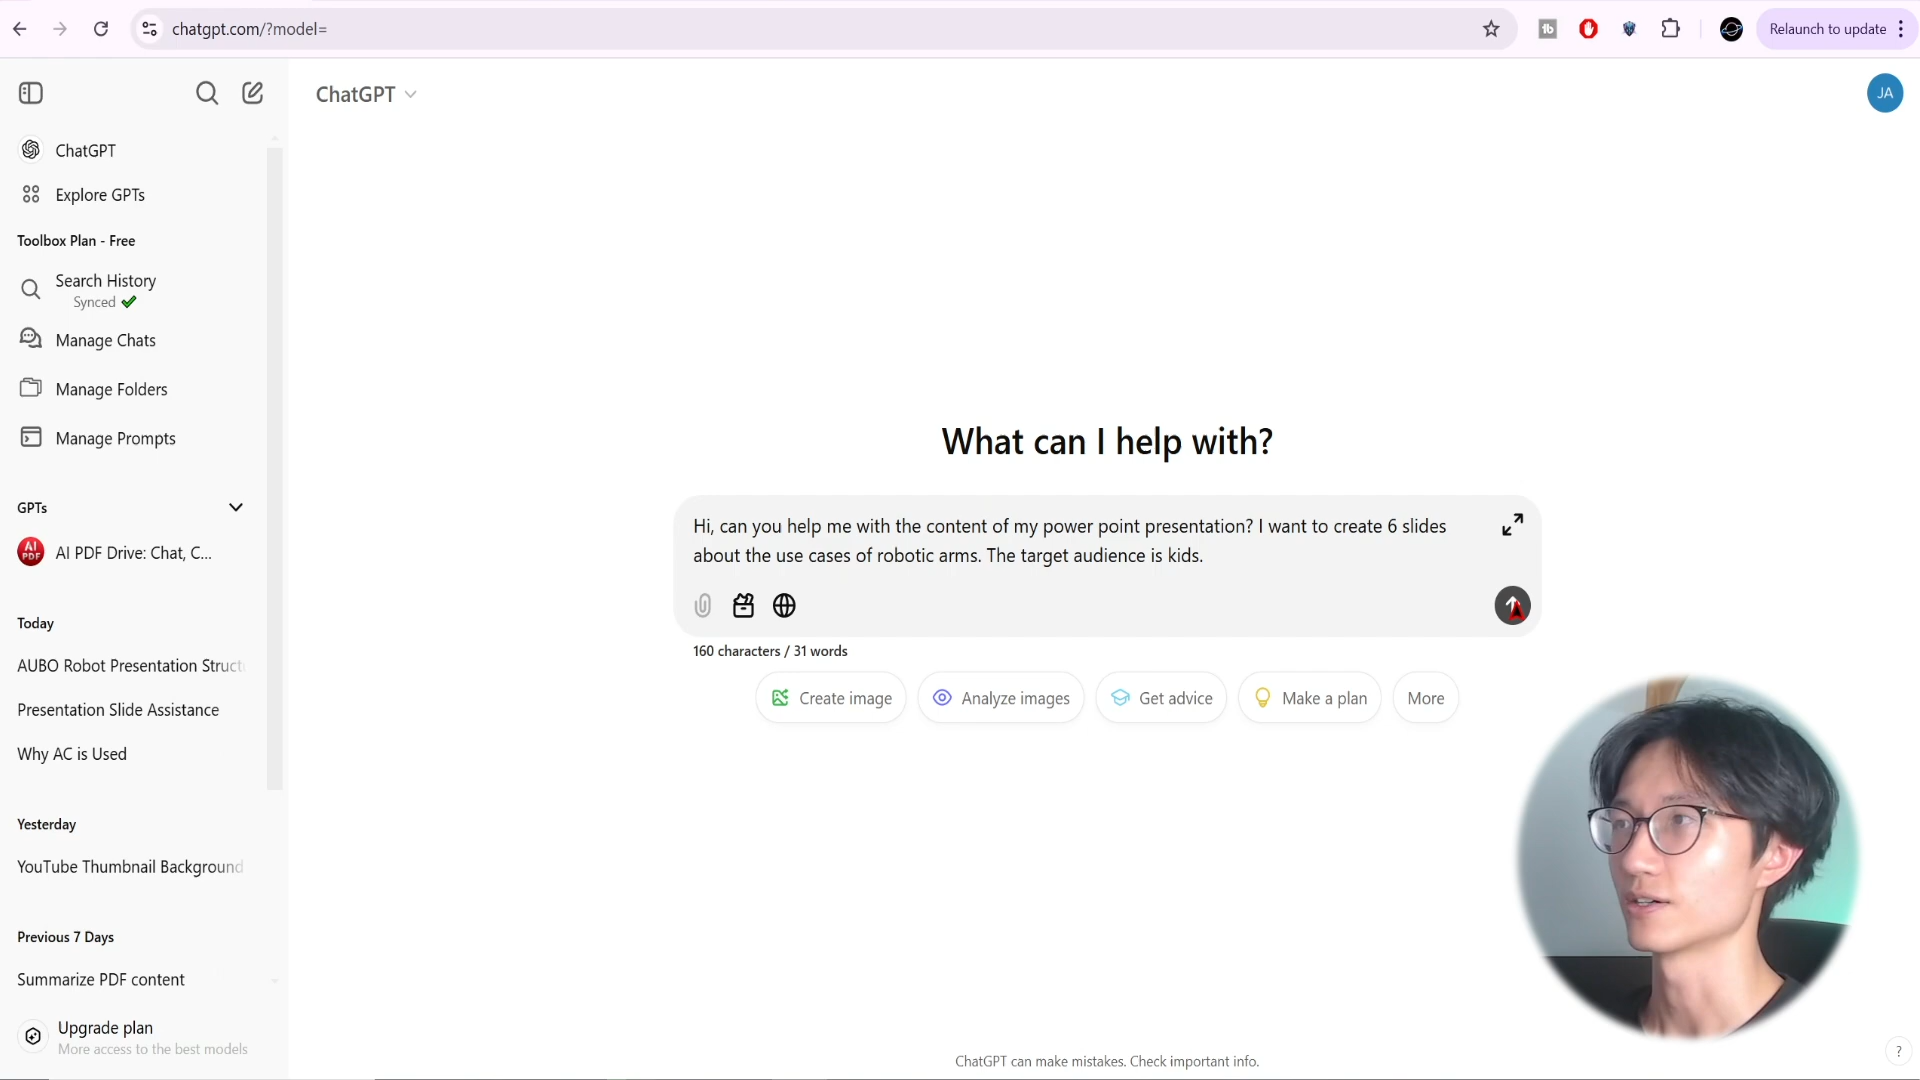 chatgpt.com/?model=
Relaunch to update
ChatGPT
JA
ChatGPT
Explore GPTs
Toolbox Plan - Free
Search History
Synced
Manage Chats
Manage Folders
Manage Prompts
GPTs
AI PDF
AI PDF Drive: Chat, C...
Today
AUBO Robot Presentation Struct
Presentation Slide Assistance
Why AC is Used
Yesterday
YouTube Thumbnail Background
Previous 7 Days
Summarize PDF content
Upgrade plan
More access to the best models
What can I help with?
Hi, can you help me with the content of my power point presentation? I want to create 6 slides
about the use cases of robotic arms. The target audience is kids.
160 characters / 31 words
Create image
Analyze images
Get advice
Make a plan
More
ChatGPT can make mistakes. Check important info.
?